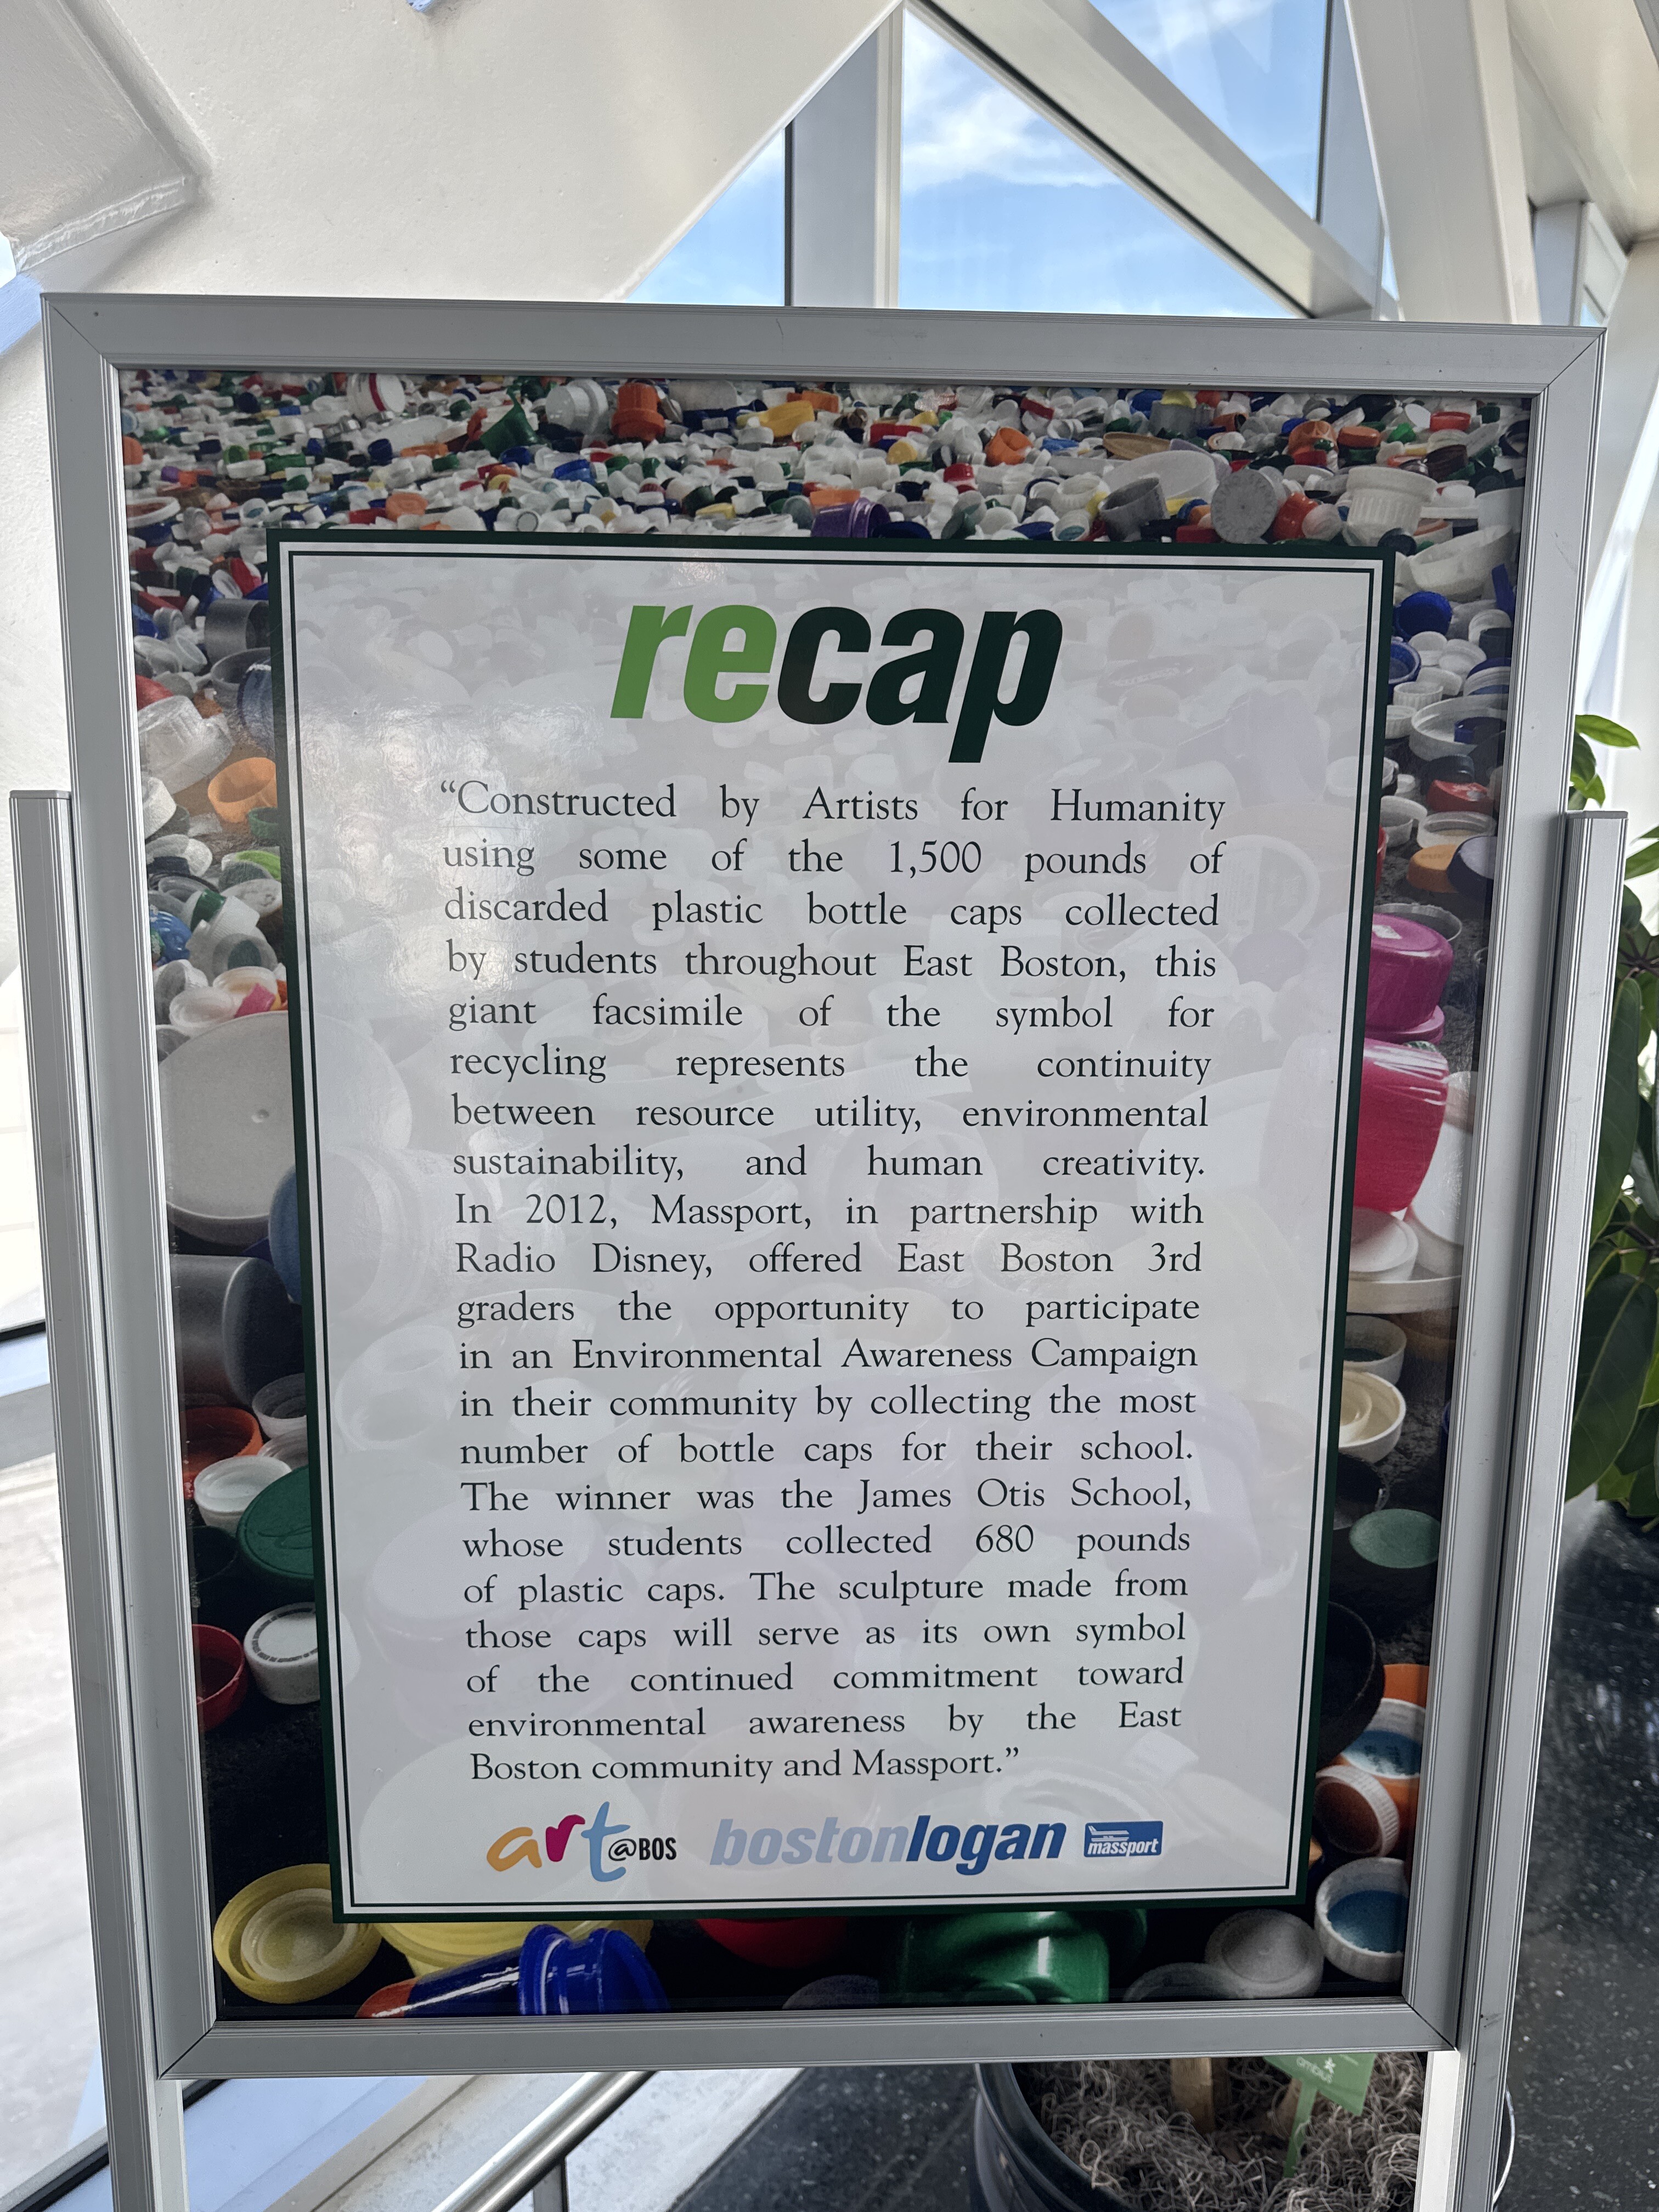 recap
“Constructed by Artists for Humanity
using some of the 1,500 pounds of
discarded plastic bottle caps collected
by students throughout East Boston, this
giant facsimile of the symbol for
recycling represents the continuity
between resource utility, environmental
sustainability, and human creativity.
In 2012, Massport, in partnership with
Radio Disney, offered East Boston 3rd
graders the opportunity to participate
in an Environmental Awareness Campaign
in their community by collecting the most
number of bottle caps for their school.
The winner was the James Otis School,
whose students collected 680 pounds
of plastic caps. The sculpture made from
those caps will serve as its own symbol
of the continued commitment toward
environmental awareness by the East
Boston community and Massport.”
art@BOS bostonlogan massport
ambius